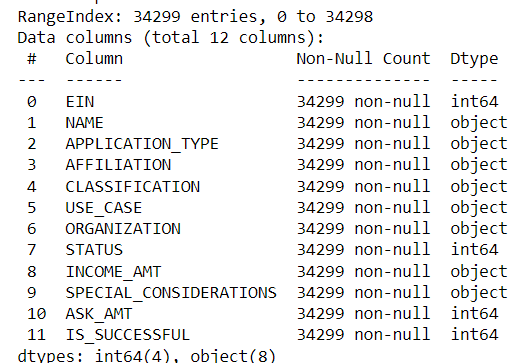 RangeIndex: 34299 entries, 0 to 34298
Data columns (total 12 columns):
 #   Column                  Non-Null Count  Dtype
---  ------                  --------------  -----
 0   EIN                     34299 non-null  int64
 1   NAME                    34299 non-null  object
 2   APPLICATION_TYPE        34299 non-null  object
 3   AFFILIATION             34299 non-null  object
 4   CLASSIFICATION          34299 non-null  object
 5   USE_CASE                34299 non-null  object
 6   ORGANIZATION            34299 non-null  object
 7   STATUS                  34299 non-null  int64
 8   INCOME_AMT              34299 non-null  object
 9   SPECIAL_CONSIDERATIONS  34299 non-null  object
 10  ASK_AMT                 34299 non-null  int64
 11  IS_SUCCESSFUL           34299 non-null  int64
dtypes: int64(4), object(8)